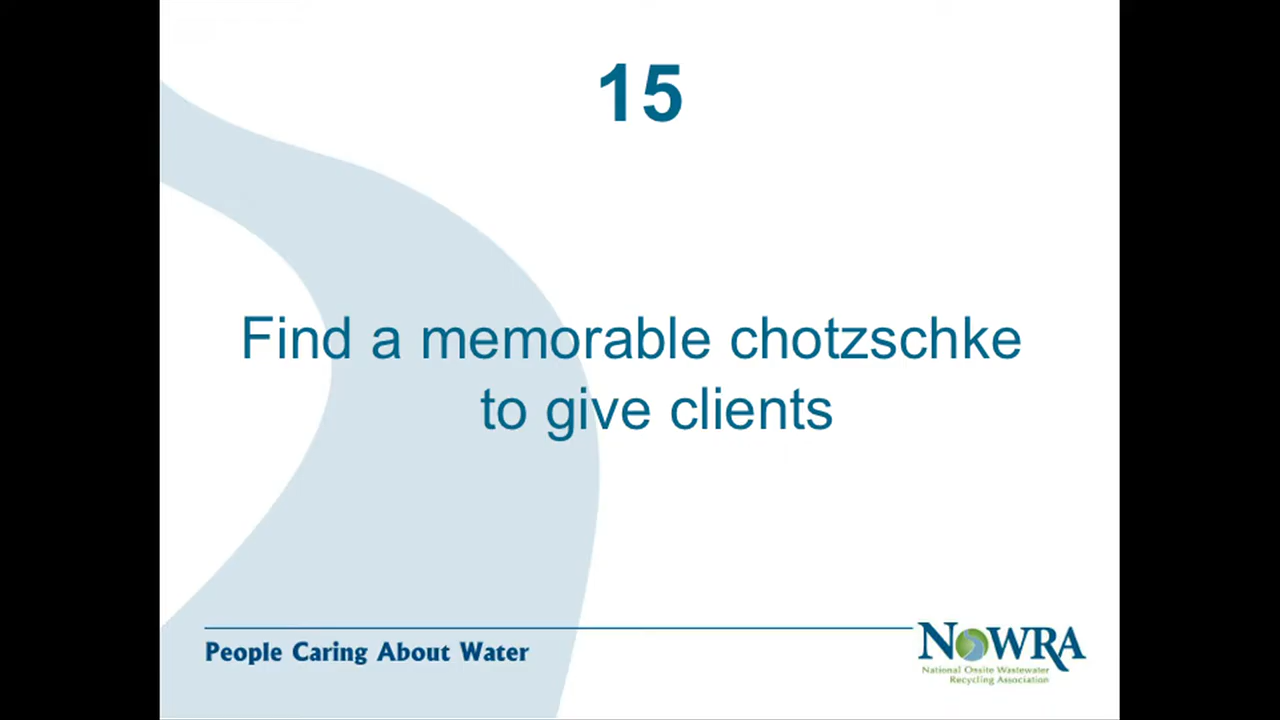 15
Find a memorable chotzschke
to give clients
People Caring About Water
NOWRA
National Onsite Wastewater
Recycling Association